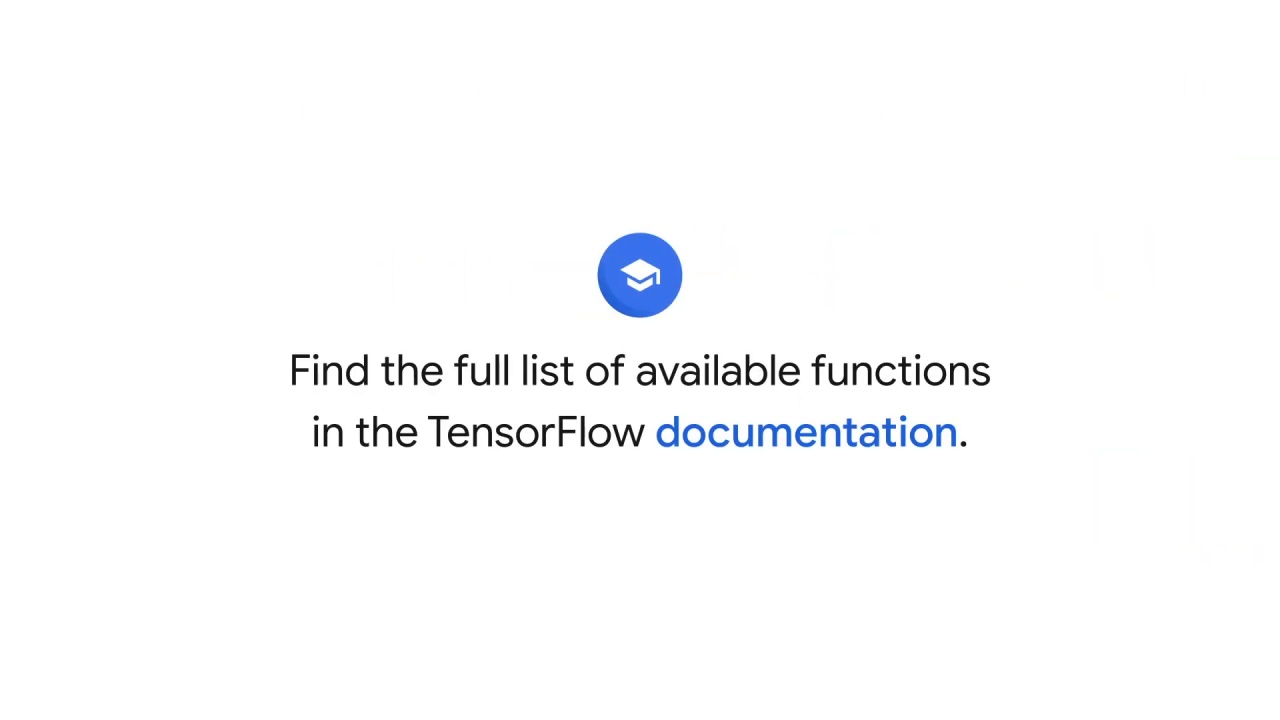 Find the full list of available functions
in the TensorFlow documentation.